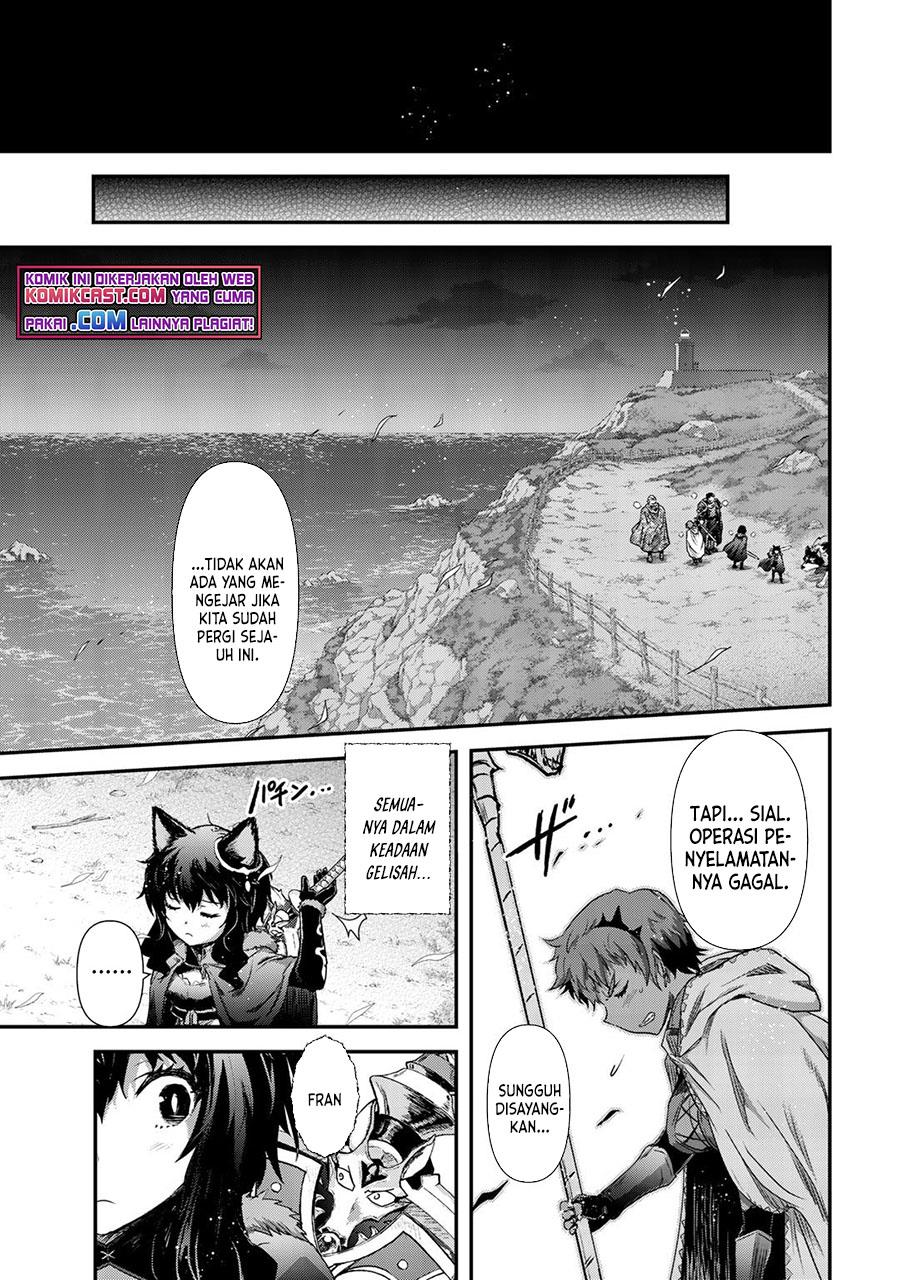 KOMIK INI DIKERJAKAN OLEH WEB
KOMIKCAST.COM YANG CUMA
PAKAI .COM LAINNYA PLAGIAT!
...TIDAK AKAN
ADA YANG ME-
NGEJAR JIKA
KITA SUDAH
PERGI SEJA-
UH INI.
TAPI... SIAL.
OPERASI PE-
NYELAMATAN-
NYA GAGAL.
ザ...
SUNGGUH
DISAYANG-
KAN...
SEMUA-
NYA DALAM
KEADAAN
GELISAH...
パチン...
......
FRAN